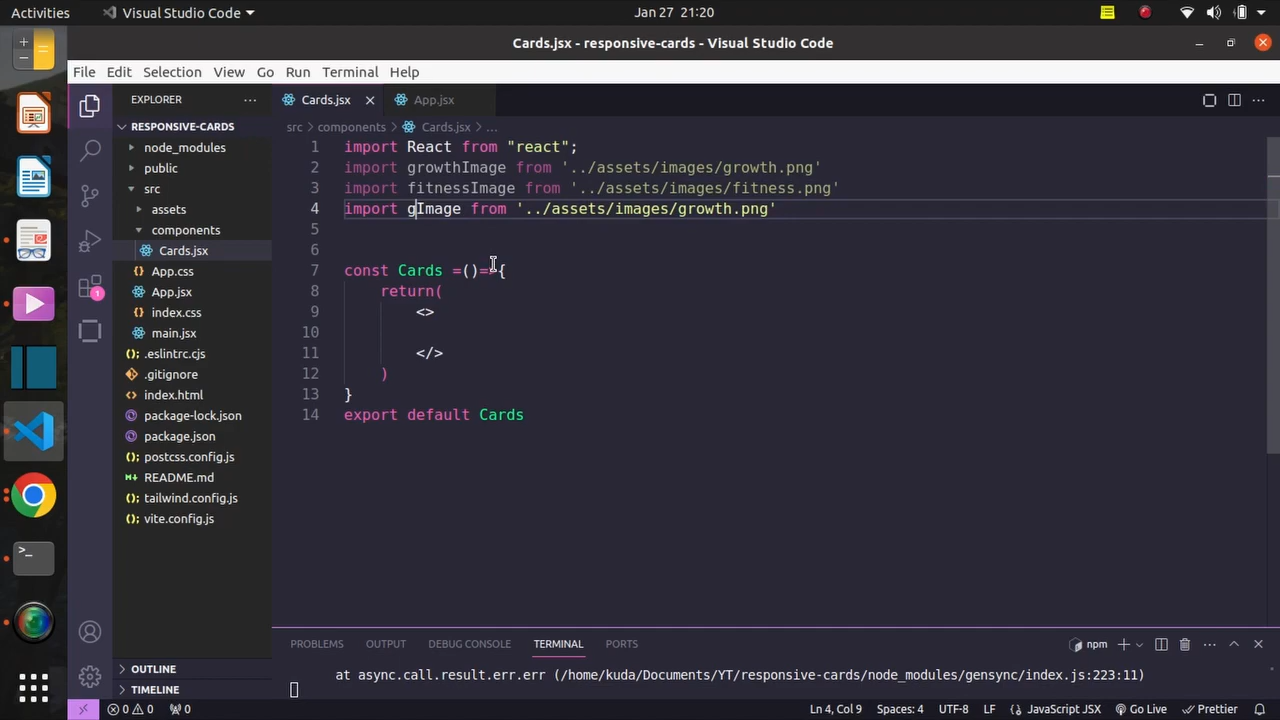 Activities
Visual Studio Code
Jan 27 21:20
Cards.jsx - responsive-cards - Visual Studio Code
File Edit Selection View Go Run Terminal Help
EXPLORER
Cards.jsx
App.jsx
RESPONSIVE-CARDS
node_modules
public
src
assets
components
Cards.jsx
App.css
App.jsx
index.css
main.jsx
.eslintrc.cjs
.gitignore
index.html
package-lock.json
package.json
postcss.config.js
README.md
tailwind.config.js
vite.config.js
OUTLINE
TIMELINE
1
src components Cards.jsx ...
1 import React from "react";
2 import growthImage from '../assets/images/growth.png'
3 import fitnessImage from '../assets/images/fitness.png'
4 import gImage from '../assets/images/growth.png'
5
6
7 const Cards =()=>{
8 return(
9 <>
10
11 </>
12 )
13 }
14 export default Cards
PROBLEMS OUTPUT DEBUG CONSOLE TERMINAL PORTS
npm
at async.call.result.err.err (/home/kuda/Documents/YT/responsive-cards/node_modules/gensync/index.js:223:11)
0 0 0
Ln 4, Col 9 Spaces: 4 UTF-8 LF JavaScript JSX Go Live Prettier